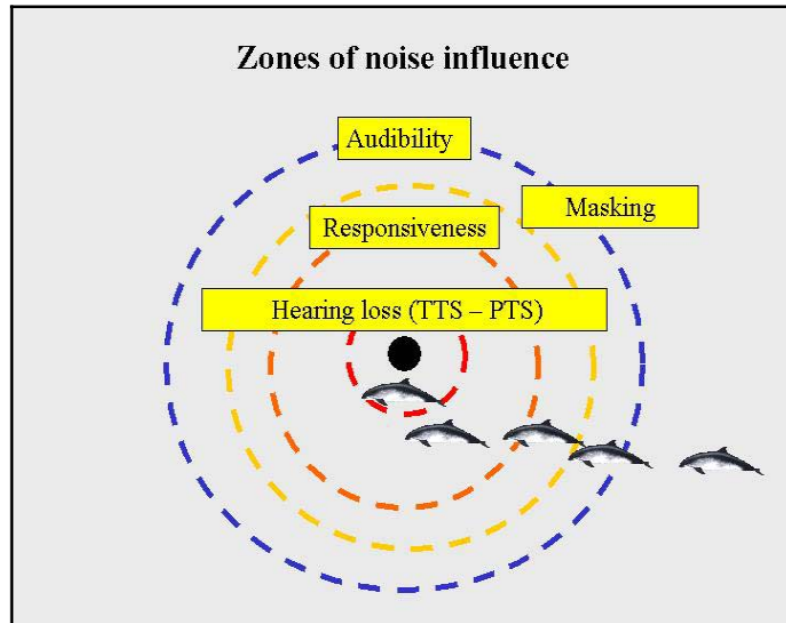 Zones of noise influence
Audibility
Masking
Responsiveness
Hearing loss (TTS – PTS)